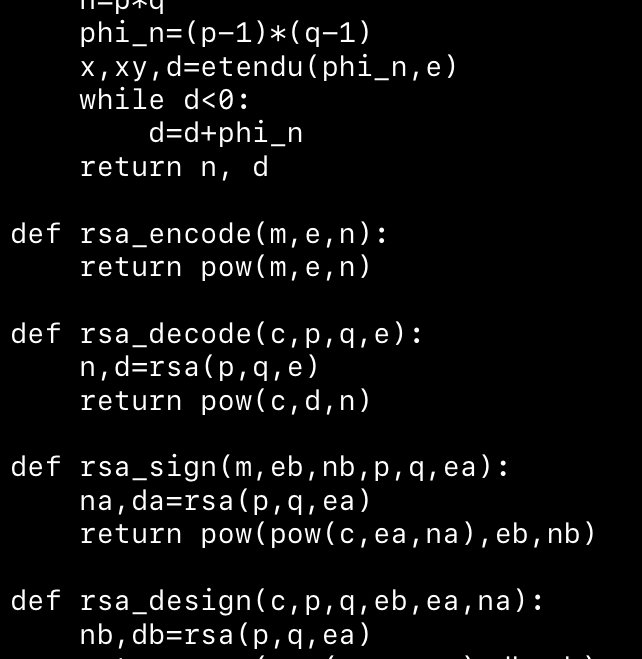 n=p*q
phi_n=(p-1)*(q-1)
x,xy,d=etendu(phi_n,e)
while d<0:
d=d+phi_n
return n, d
def rsa_encode(m,e,n):
return pow(m,e,n)
def rsa_decode(c,p,q,e):
n,d=rsa(p,q,e)
return pow(c,d,n)
def rsa_sign(m,eb,nb,p,q,ea):
na,da=rsa(p,q,ea)
return pow(pow(c,ea,na),eb,nb)
def rsa_design(c,p,q,eb,ea,na):
nb,db=rsa(p,q,ea)